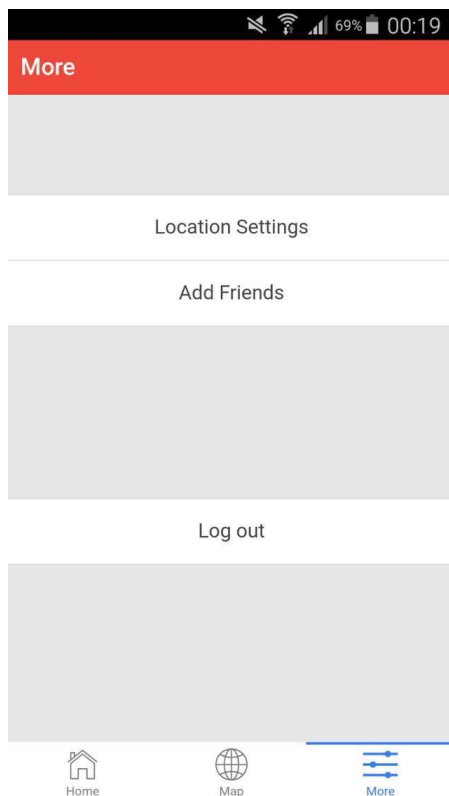 69% 00:19
More
Location Settings
Add Friends
Log out
Home Map More